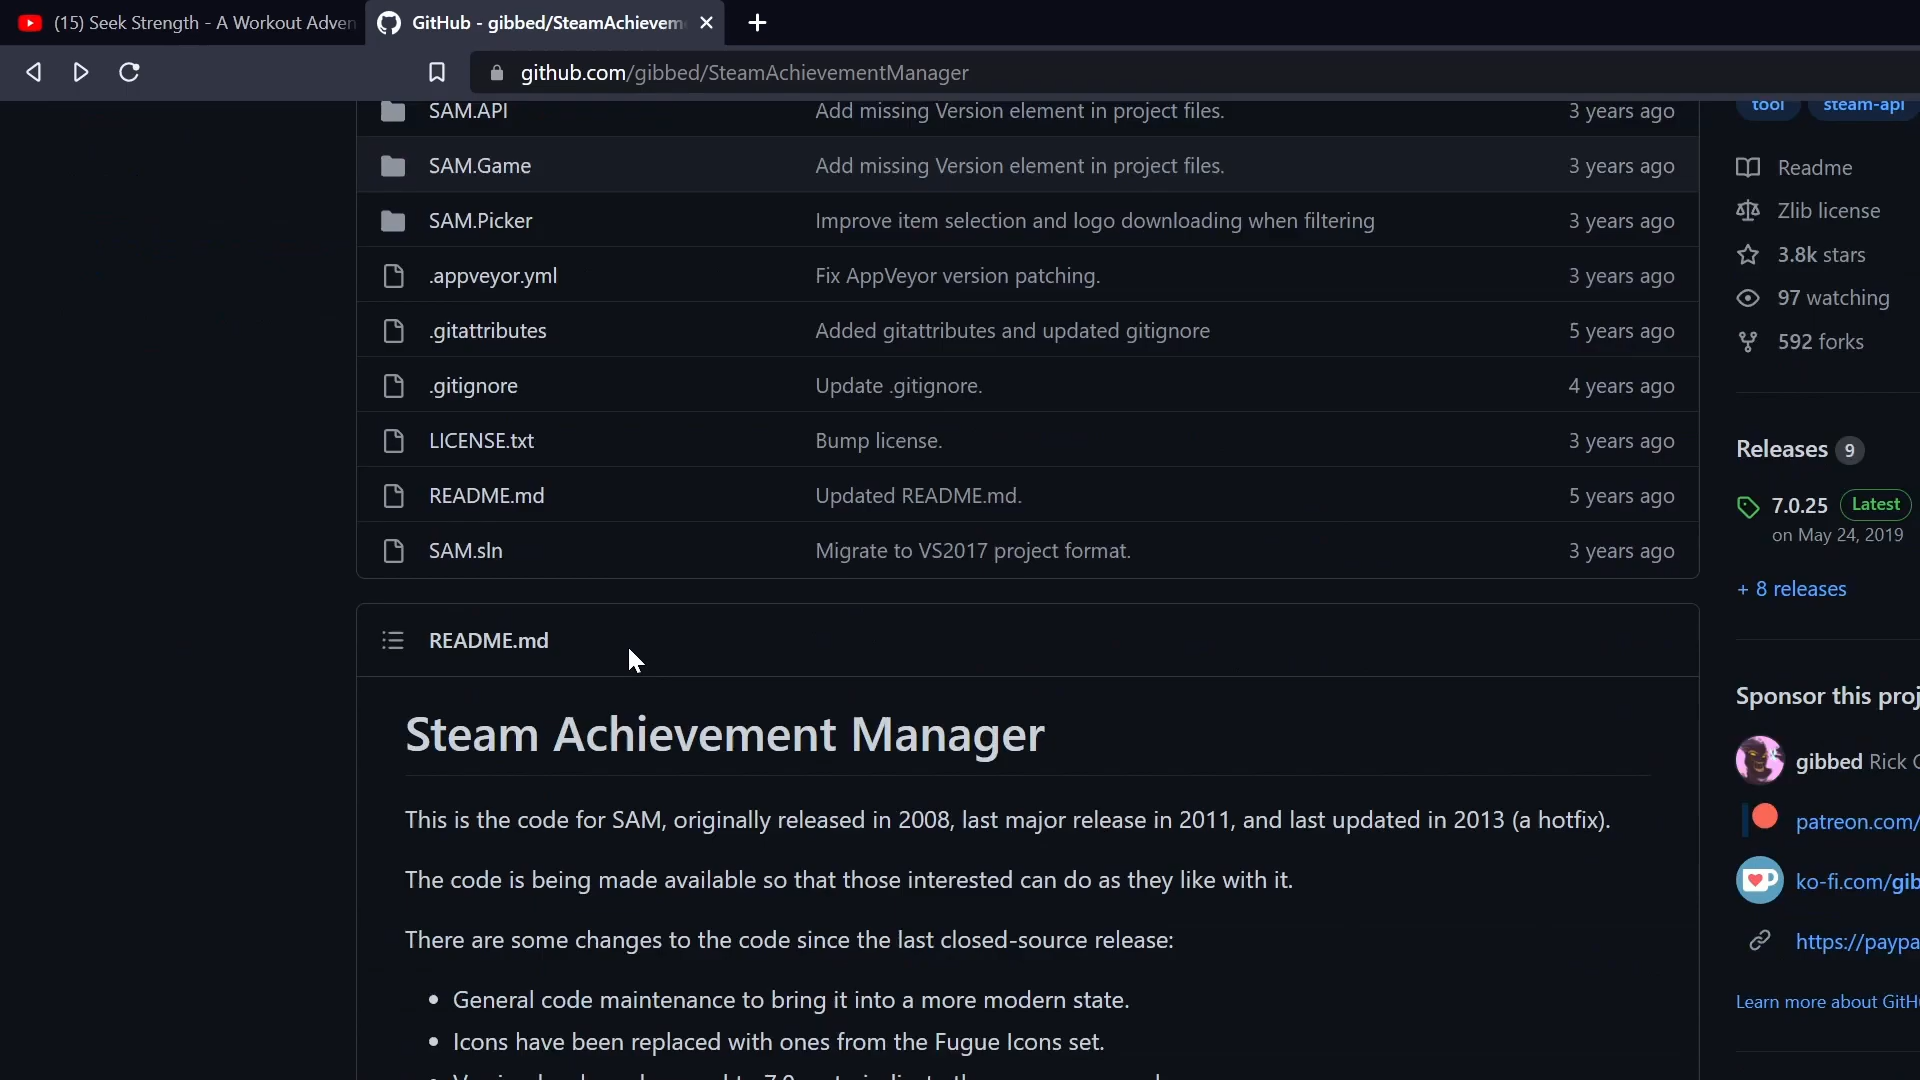 (15) Seek Strength - A Workout Adven
GitHub - gibbed/SteamAchievem
github.com/gibbed/SteamAchievementManager
SAM.API Add missing Version element in project files. 3 years ago
SAM.Game Add missing Version element in project files. 3 years ago
SAM.Picker Improve item selection and logo downloading when filtering 3 years ago
.appveyor.yml Fix AppVeyor version patching. 3 years ago
.gitattributes Added gitattributes and updated gitignore 5 years ago
.gitignore Update .gitignore. 4 years ago
LICENSE.txt Bump license. 3 years ago
README.md Updated README.md. 5 years ago
SAM.sln Migrate to VS2017 project format. 3 years ago
README.md
Steam Achievement Manager
This is the code for SAM, originally released in 2008, last major release in 2011, and last updated in 2013 (a hotfix).
The code is being made available so that those interested can do as they like with it.
There are some changes to the code since the last closed-source release:
• General code maintenance to bring it into a more modern state.
• Icons have been replaced with ones from the Fugue Icons set.
tool steam-api
Readme
Zlib license
3.8k stars
97 watching
592 forks
Releases 9
7.0.25 Latest
on May 24, 2019
+ 8 releases
Sponsor this proj
gibbed Rick
patreon.com/
ko-fi.com/gib
https://paypa
Learn more about GitH